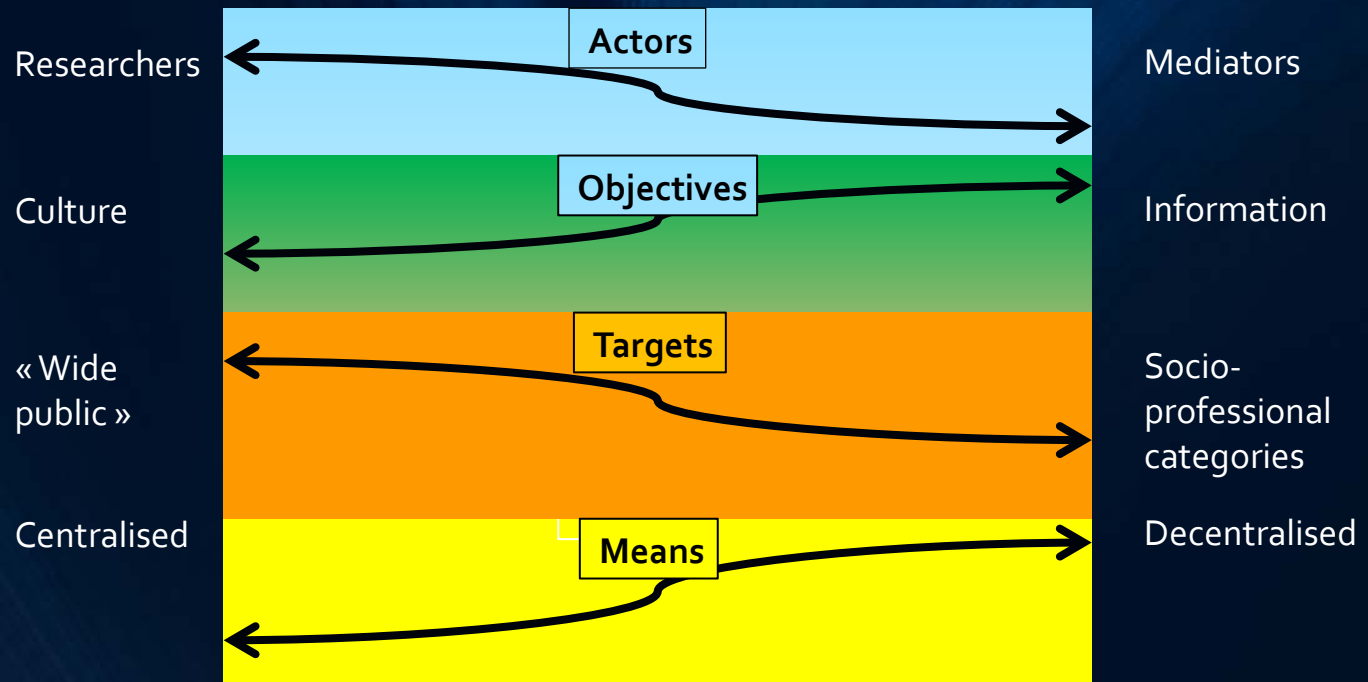 Actors
Researchers
Mediators
Objectives
Culture
Information
Targets
« Wide
public »
Socio-
professional
categories
Centralised
Means
Decentralised